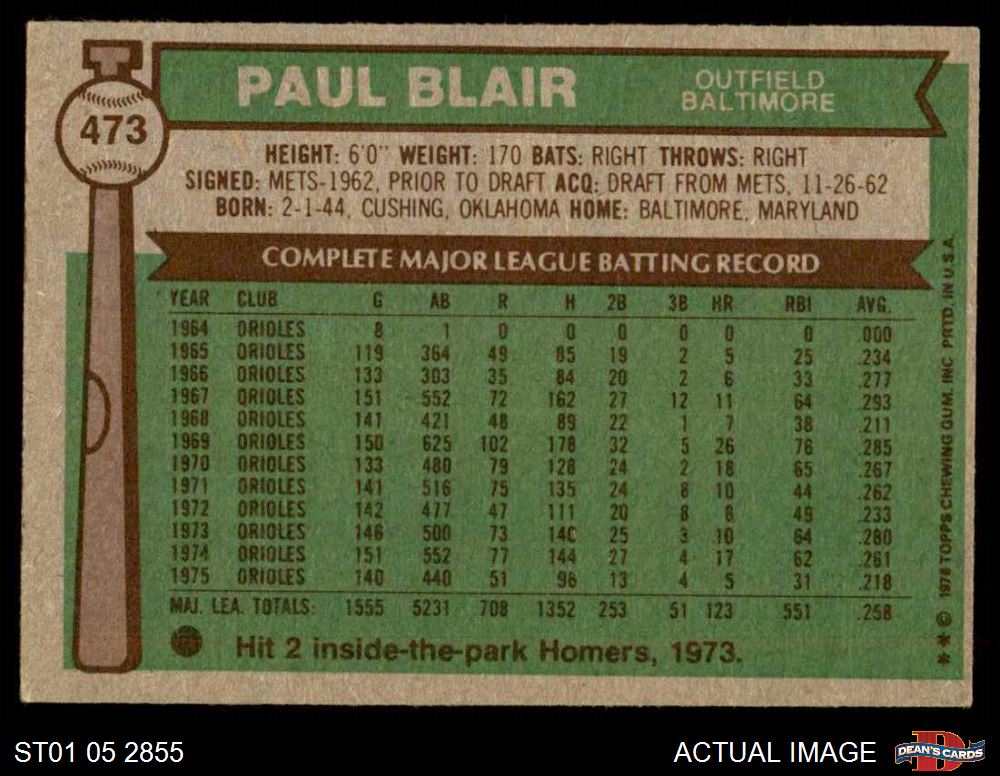 473
PAUL BLAIR
OUTFIELD
BALTIMORE
HEIGHT: 6'0" WEIGHT: 170 BATS: RIGHT THROWS: RIGHT
SIGNED: METS-1962, PRIOR TO DRAFT ACQ: DRAFT FROM METS, 11-26-62
BORN: 2-1-44, CUSHING, OKLAHOMA HOME: BALTIMORE, MARYLAND
COMPLETE MAJOR LEAGUE BATTING RECORD
YEAR CLUB G AB R H 2B 3B HR RBI AVG.
1964 ORIOLES 8 1 0 0 0 0 0 0 .000
1965 ORIOLES 119 364 49 85 19 2 5 25 .234
1966 ORIOLES 133 303 35 84 20 2 6 33 .277
1967 ORIOLES 151 552 72 162 27 12 11 64 .293
1968 ORIOLES 141 421 48 89 22 1 7 38 .211
1969 ORIOLES 150 625 102 178 32 5 26 76 .285
1970 ORIOLES 133 480 79 128 24 2 18 65 .267
1971 ORIOLES 141 516 75 135 24 8 10 44 .262
1972 ORIOLES 142 477 47 111 20 8 8 49 .233
1973 ORIOLES 146 500 73 140 25 3 10 64 .280
1974 ORIOLES 151 552 77 144 27 4 17 62 .261
1975 ORIOLES 140 440 51 96 13 4 5 31 .218
MAJ. LEA. TOTALS: 1555 5231 708 1352 253 51 123 551 .258
Hit 2 inside-the-park Homers, 1973.
** © 1976 TOPPS CHEWING GUM, INC. PRTD. IN U.S.A.
ST01 05 2855
ACTUAL IMAGE
D
DEAN'S CARDS